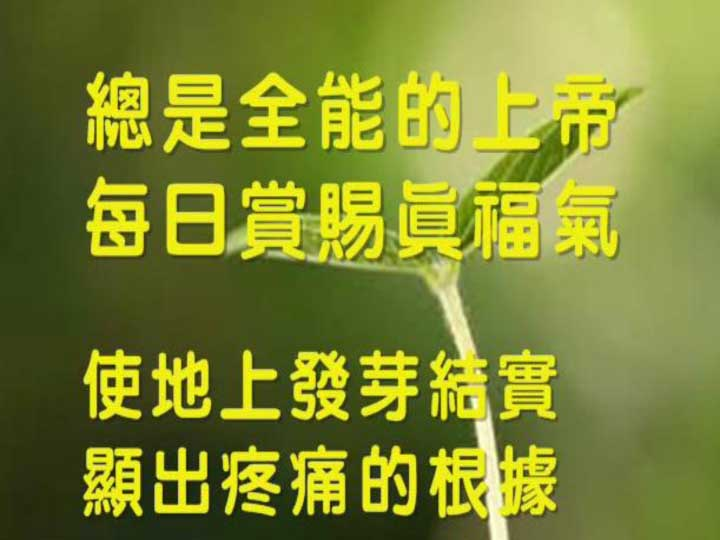 總是全能的上帝
每日賞賜眞福氣
使地上發芽結實
顯出疼痛的根據